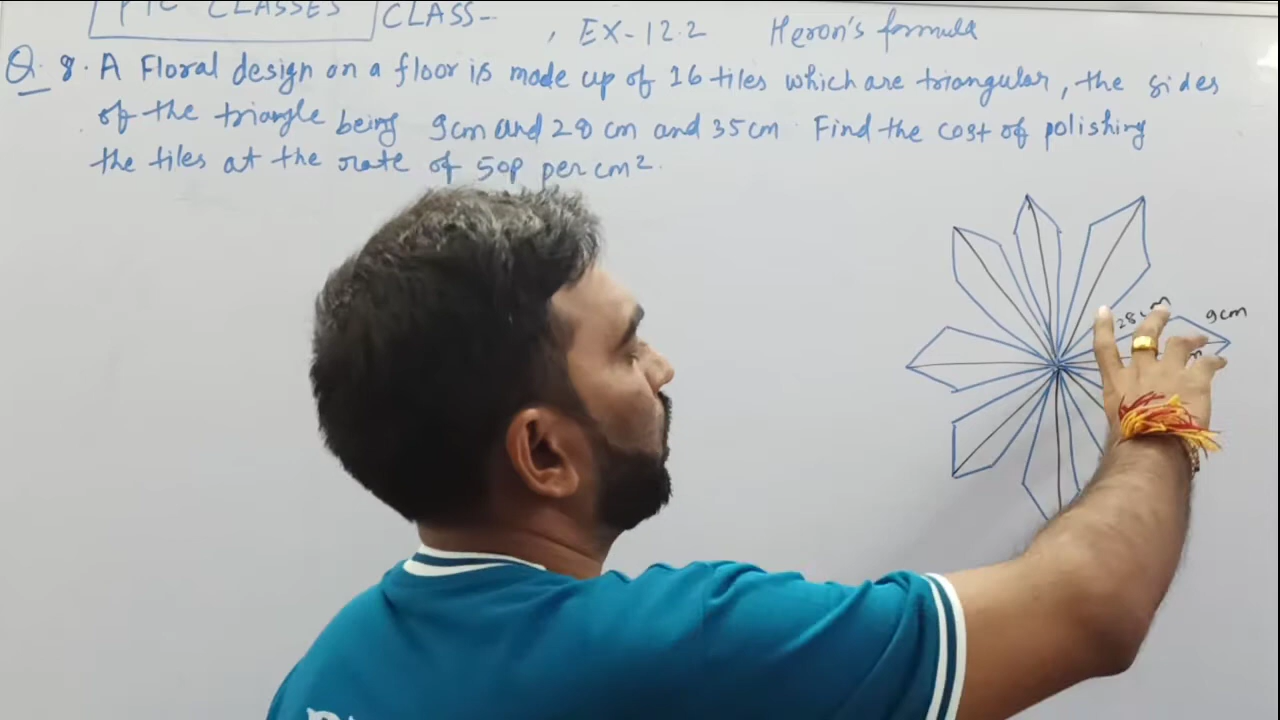 PTC CLASSES CLASS-
, EX-12.2 Heron's formula
Q.8. A Floral design on a floor is made up of 16 tiles which are triangular, the sides
of the triangle being 9cm and 28 cm and 35cm. Find the cost of polishing
the tiles at the rate of 50P per cm².
28cm
9cm